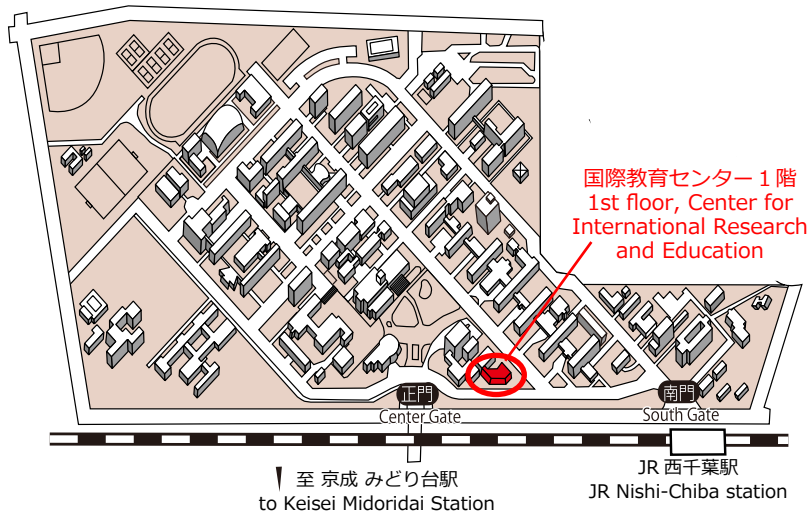 国際教育センター 1 階
1st floor, Center for
International Research
and Education
正門
Center Gate
南門
South Gate
JR 西千葉駅
JR Nishi-Chiba station
至 京成 みどり台駅
to Keisei Midoridai Station